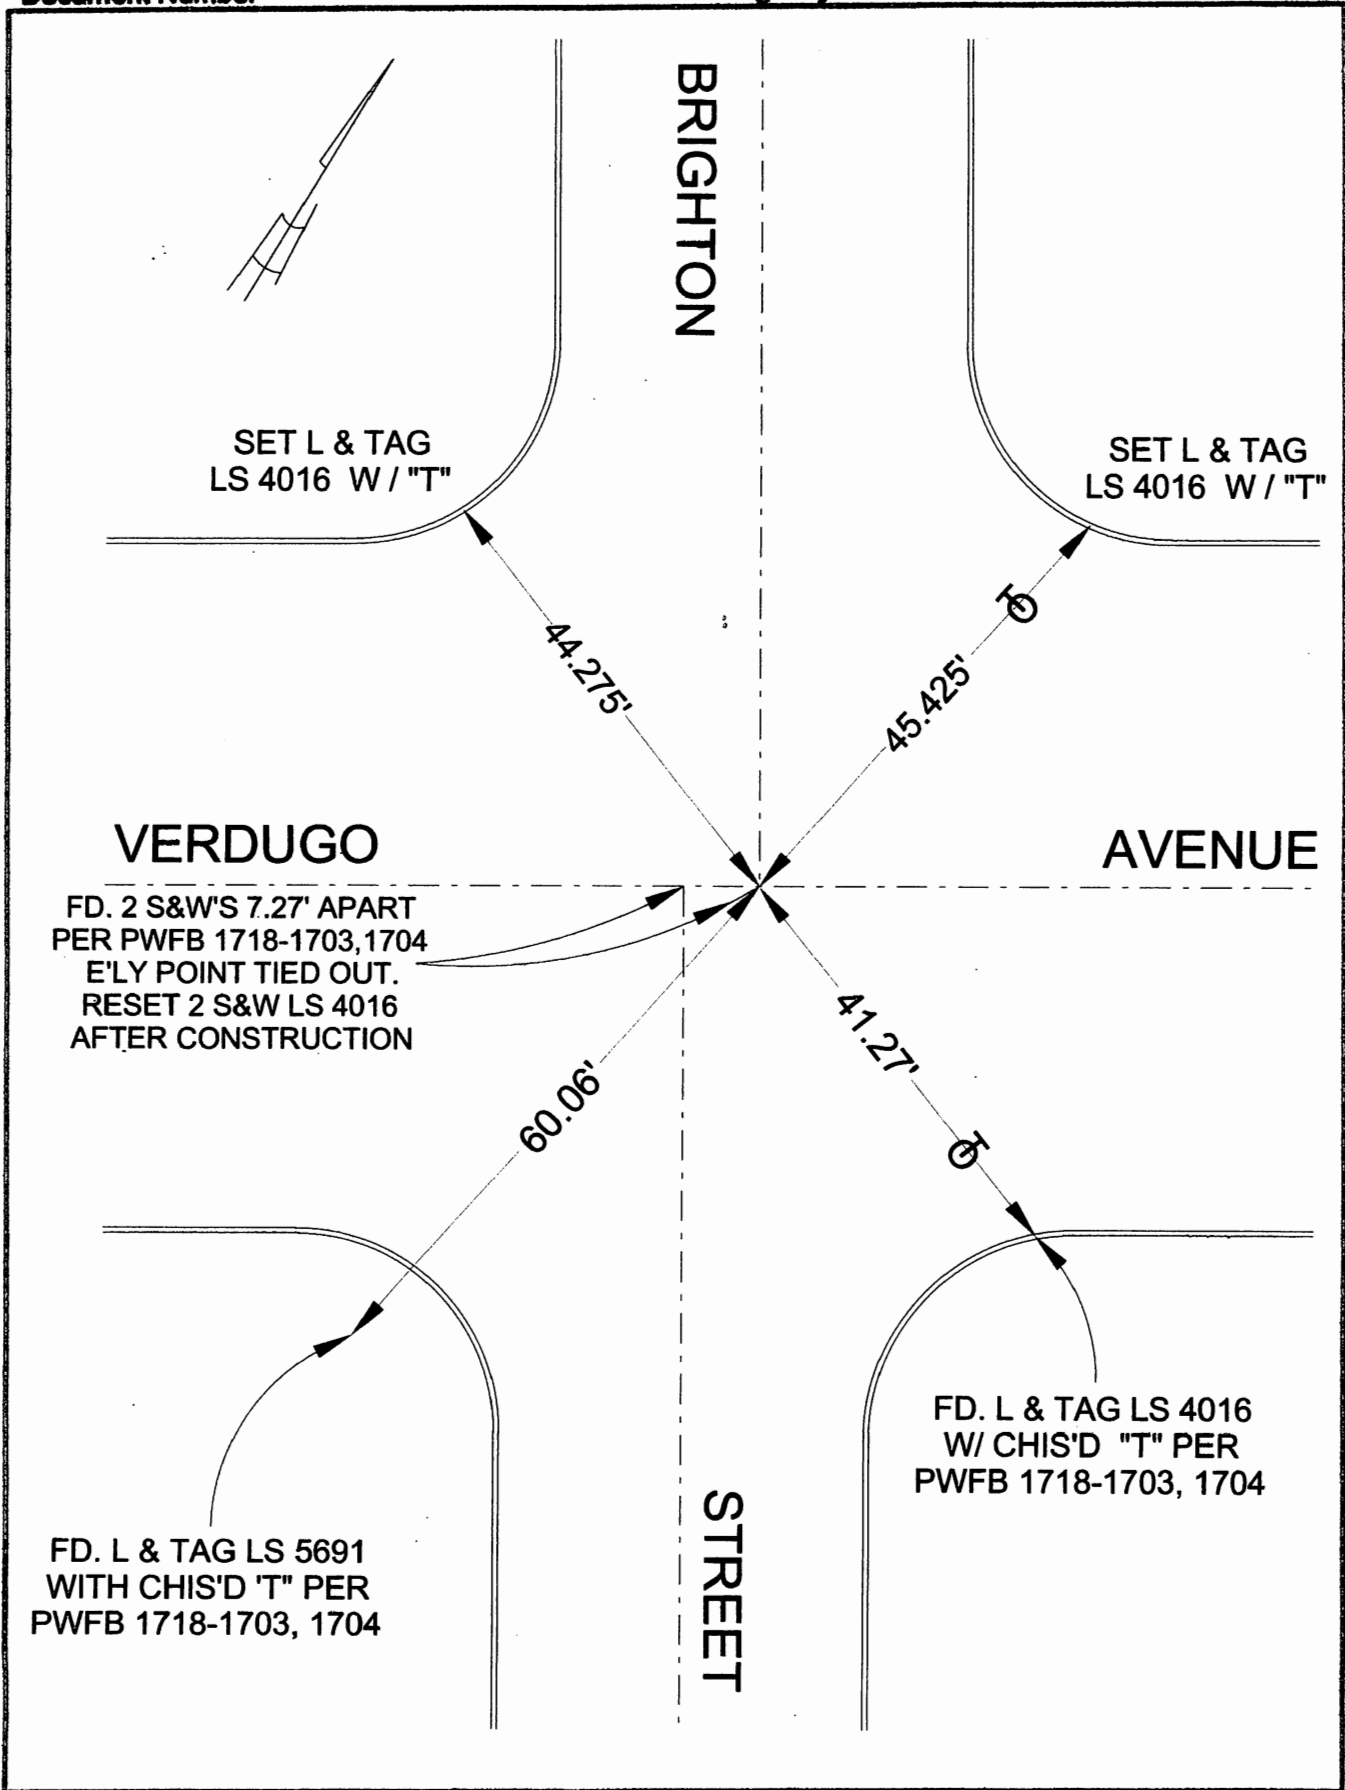 BRIGHTON
SET L & TAG
LS 4016 W / "T"
SET L & TAG
LS 4016 W / "T"
44.275'
45.425'
VERDUGO
AVENUE
FD. 2 S&W'S 7.27' APART
PER PWFB 1718-1703,1704
E'LY POINT TIED OUT.
RESET 2 S&W LS 4016
AFTER CONSTRUCTION
41.27'
60.06'
FD. L & TAG LS 4016
W/ CHIS'D "T" PER
PWFB 1718-1703, 1704
STREET
FD. L & TAG LS 5691
WITH CHIS'D 'T" PER
PWFB 1718-1703, 1704